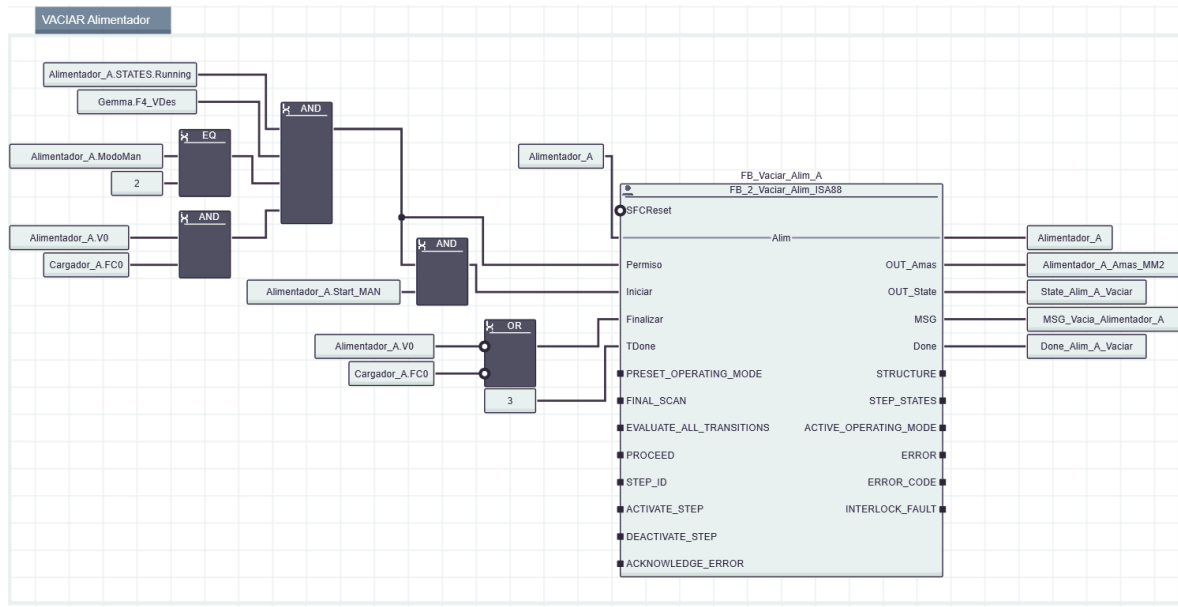 VACIAR Alimentador
Alimentador_A.STATES.Running
Gemma.F4_VDes
AND
EQ
Alimentador_A.ModoMan
2
AND
Alimentador_A.V0
Cargador_A.FC0
AND
Alimentador_A.Start_MAN
OR
Alimentador_A.V0
Cargador_A.FC0
3
Alimentador_A
FB_Vaciar_Alim_A
FB_2_Vaciar_Alim_ISA88
SFCReset
Alim
Alimentador_A
Permiso
OUT_Amas
Alimentador_A_Amas_MM2
Iniciar
OUT_State
State_Alim_A_Vaciar
Finalizar
MSG
MSG_Vacia_Alimentador_A
TDone
Done
Done_Alim_A_Vaciar
PRESET_OPERATING_MODE
STRUCTURE
FINAL_SCAN
STEP_STATES
EVALUATE_ALL_TRANSITIONS
ACTIVE_OPERATING_MODE
PROCEED
ERROR
STEP_ID
ERROR_CODE
ACTIVATE_STEP
INTERLOCK_FAULT
DEACTIVATE_STEP
ACKNOWLEDGE_ERROR